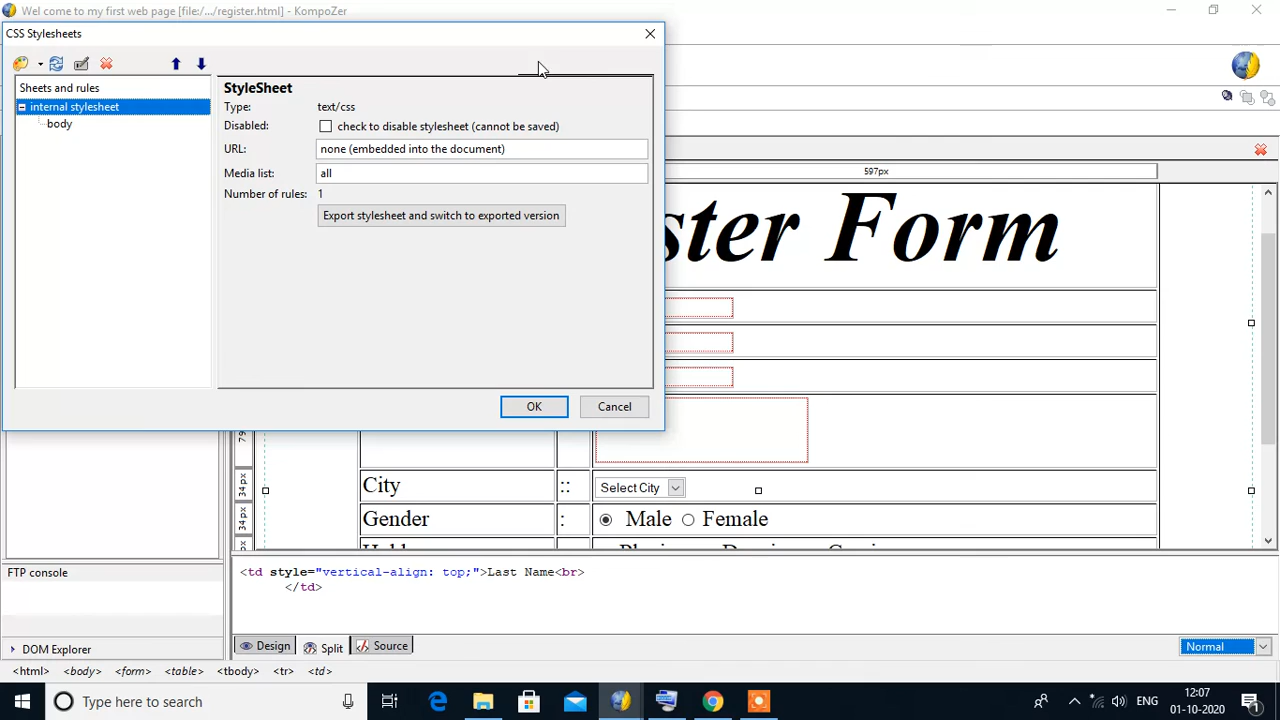 Wel come to my first web page [file:/.../register.html] - KompoZer
CSS Stylesheets
Sheets and rules
internal stylesheet
body
StyleSheet
Type: text/css
Disabled: check to disable stylesheet (cannot be saved)
URL: none (embedded into the document)
Media list: all
Number of rules: 1
Export stylesheet and switch to exported version
OK Cancel
597px
ster Form
City :: Select City
34 px
Gender : Male Female
34 px
FTP console
<td style="vertical-align: top;">Last Name<br>
</td>
DOM Explorer
Design Split Source
Normal
<html> <body> <form> <table> <tbody> <tr> <td>
Type here to search
ENG
12:07
01-10-2020
1